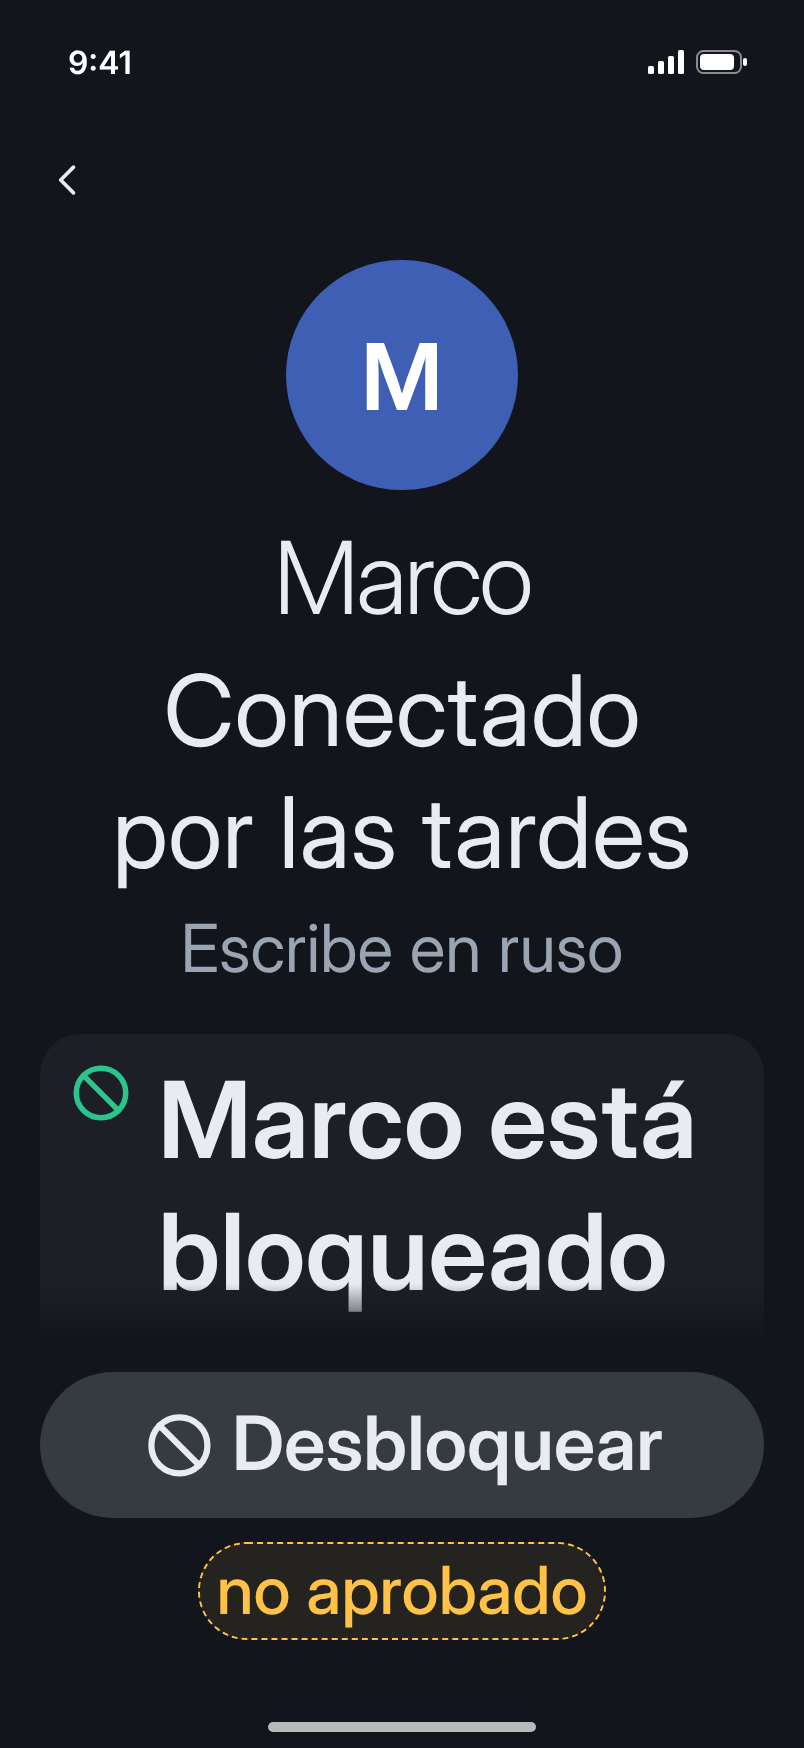 9:41
M
Marco
Conectado
por las tardes
Escribe en ruso
Marco está
bloqueado
Desbloquear
no aprobado